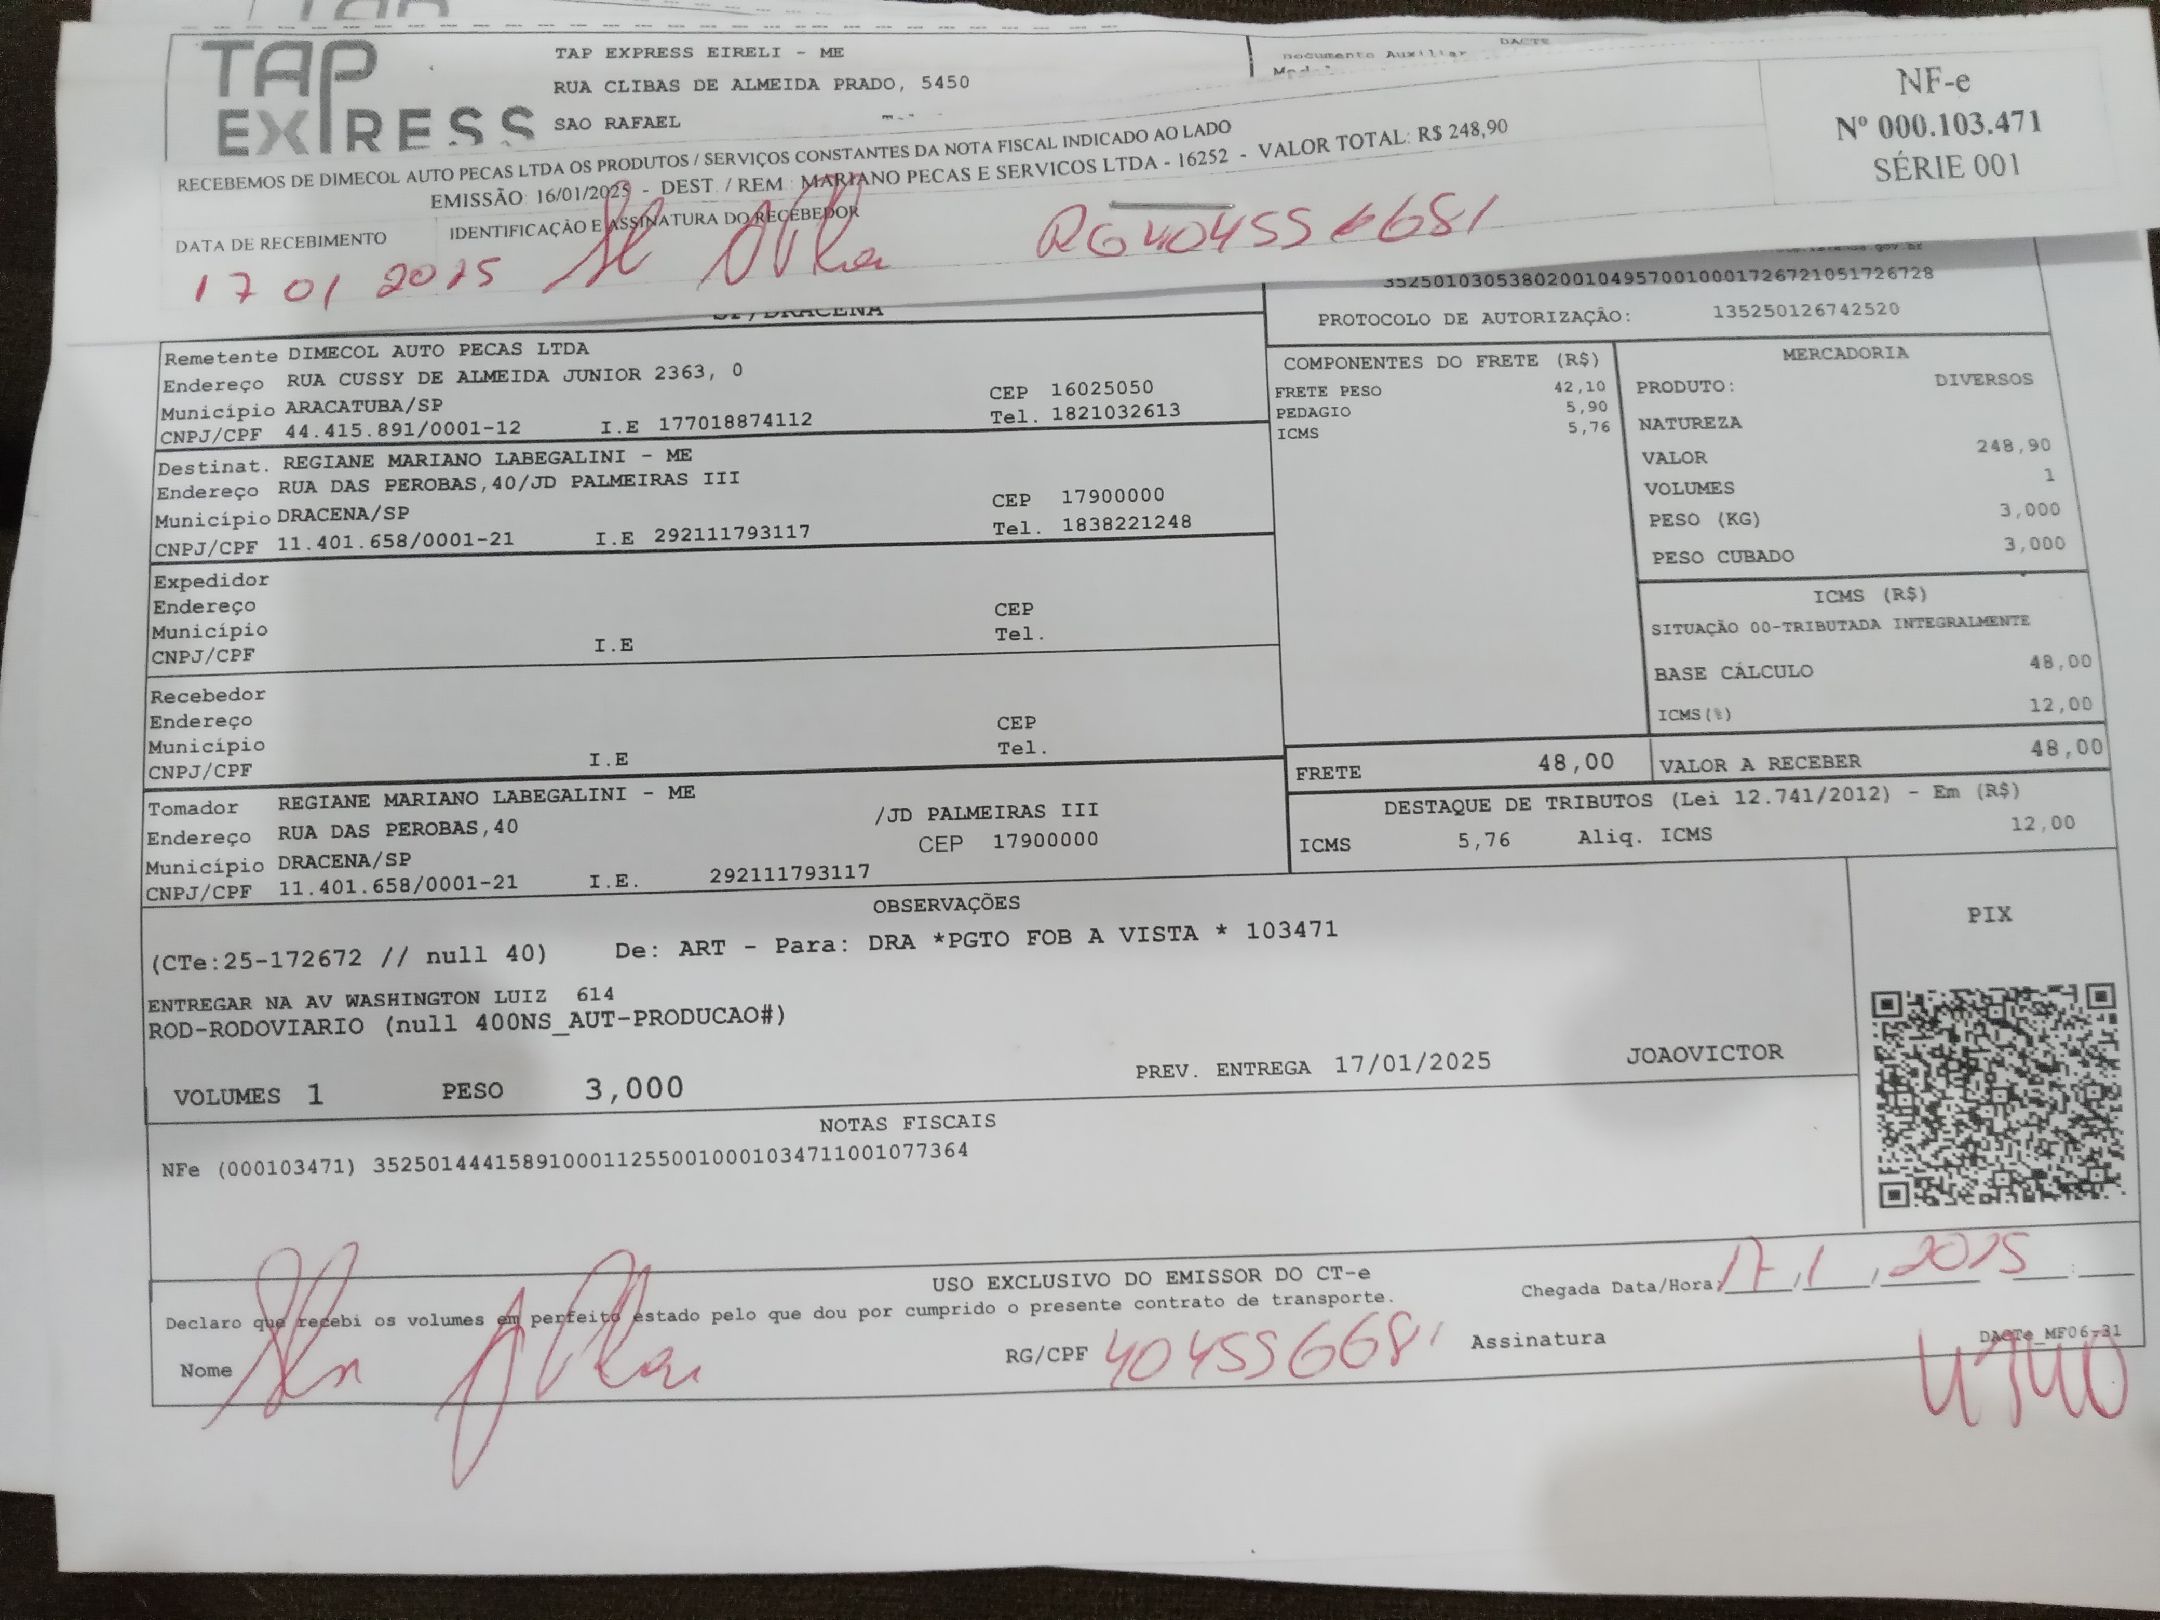 TAP EXPRESS
TAP EXPRESS EIRELI - ME
RUA CLIBAS DE ALMEIDA PRADO, 5450
SAO RAFAEL
DACTE
Documento Auxiliar
RECEBEMOS DE DIMECOL AUTO PECAS LTDA OS PRODUTOS / SERVIÇOS CONSTANTES DA NOTA FISCAL INDICADO AO LADO
EMISSÃO: 16/01/2025 - DEST. / REM.: MARIANO PECAS E SERVICOS LTDA - 16252 - VALOR TOTAL: R$ 248,90
NF-e
Nº 000.103.471
SÉRIE 001
DATA DE RECEBIMENTO
IDENTIFICAÇÃO E ASSINATURA DO RECEBEDOR
17 01 2025
RG 404556681
35250103053802001049570010001726721051726728
PROTOCOLO DE AUTORIZAÇÃO: 135250126742520
SP/DRACENA
Remetente DIMECOL AUTO PECAS LTDA
Endereço RUA CUSSY DE ALMEIDA JUNIOR 2363, 0 CEP 16025050
Município ARACATUBA/SP Tel. 1821032613
CNPJ/CPF 44.415.891/0001-12 I.E 177018874112
Destinat. REGIANE MARIANO LABEGALINI - ME
Endereço RUA DAS PEROBAS,40/JD PALMEIRAS III CEP 17900000
Município DRACENA/SP Tel. 1838221248
CNPJ/CPF 11.401.658/0001-21 I.E 292111793117
Expedidor
Endereço CEP
Município Tel.
CNPJ/CPF I.E
Recebedor
Endereço CEP
Município Tel.
CNPJ/CPF I.E
Tomador REGIANE MARIANO LABEGALINI - ME
Endereço RUA DAS PEROBAS,40 /JD PALMEIRAS III
Município DRACENA/SP CEP 17900000
CNPJ/CPF 11.401.658/0001-21 I.E. 292111793117
COMPONENTES DO FRETE (R$)
FRETE PESO 42,10
PEDAGIO 5,90
ICMS 5,76
MERCADORIA
PRODUTO: DIVERSOS
NATUREZA
VALOR 248,90
VOLUMES 1
PESO (KG) 3,000
PESO CUBADO 3,000
ICMS (R$)
SITUAÇÃO 00-TRIBUTADA INTEGRALMENTE
BASE CÁLCULO 48,00
ICMS(%) 12,00
FRETE 48,00
VALOR A RECEBER 48,00
DESTAQUE DE TRIBUTOS (Lei 12.741/2012) - Em (R$)
ICMS 5,76 Aliq. ICMS 12,00
OBSERVAÇÕES
(CTe:25-172672 // null 40) De: ART - Para: DRA *PGTO FOB A VISTA * 103471
ENTREGAR NA AV WASHINGTON LUIZ 614
ROD-RODOVIARIO (null 400NS_AUT-PRODUCAO#)
VOLUMES 1 PESO 3,000 PREV. ENTREGA 17/01/2025 JOAOVICTOR
PIX
NOTAS FISCAIS
NFe (000103471) 35250144415891000112550010001034711001077364
USO EXCLUSIVO DO EMISSOR DO CT-e
Declaro que recebi os volumes em perfeito estado pelo que dou por cumprido o presente contrato de transporte.
Chegada Data/Hora: 17/1/2025
Nome
RG/CPF 404556681
Assinatura
DACTe_MF06-31